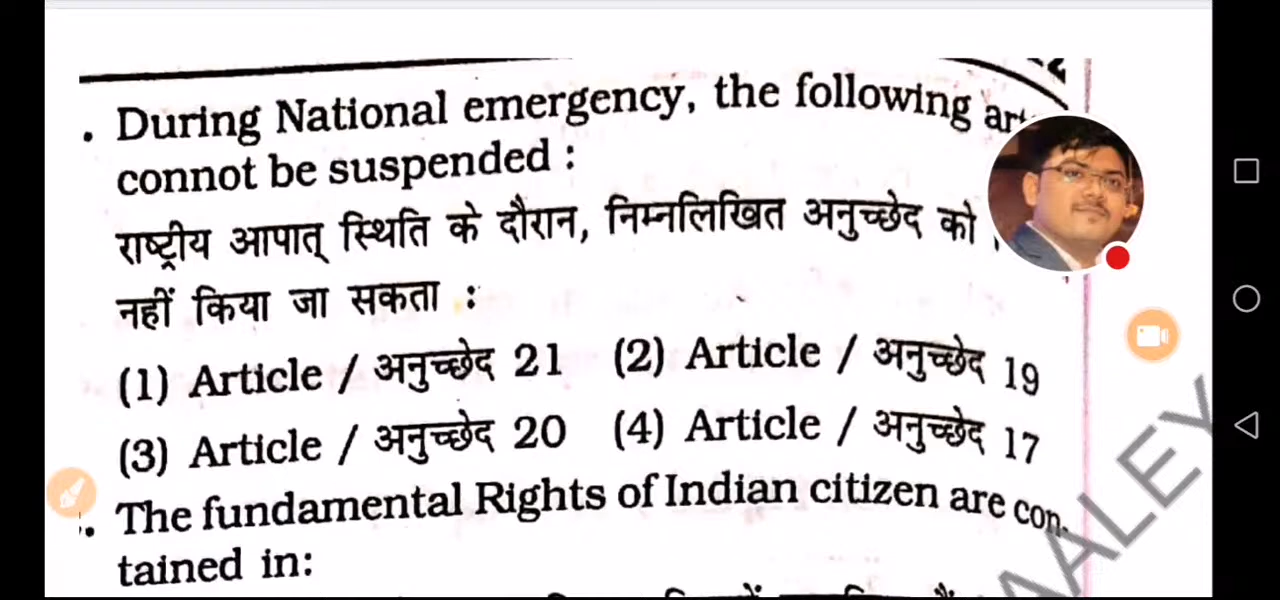 . During National emergency, the following
connot be suspended :
राष्ट्रीय आपात् स्थिति के दौरान, निम्नलिखित अनुच्छेद को
नहीं किया जा सकता :
(1) Article / अनुच्छेद 21 (2) Article / अनुच्छेद 19
(3) Article / अनुच्छेद 20 (4) Article / अनुच्छेद 17
. The fundamental Rights of Indian citizen are con-
tained in: